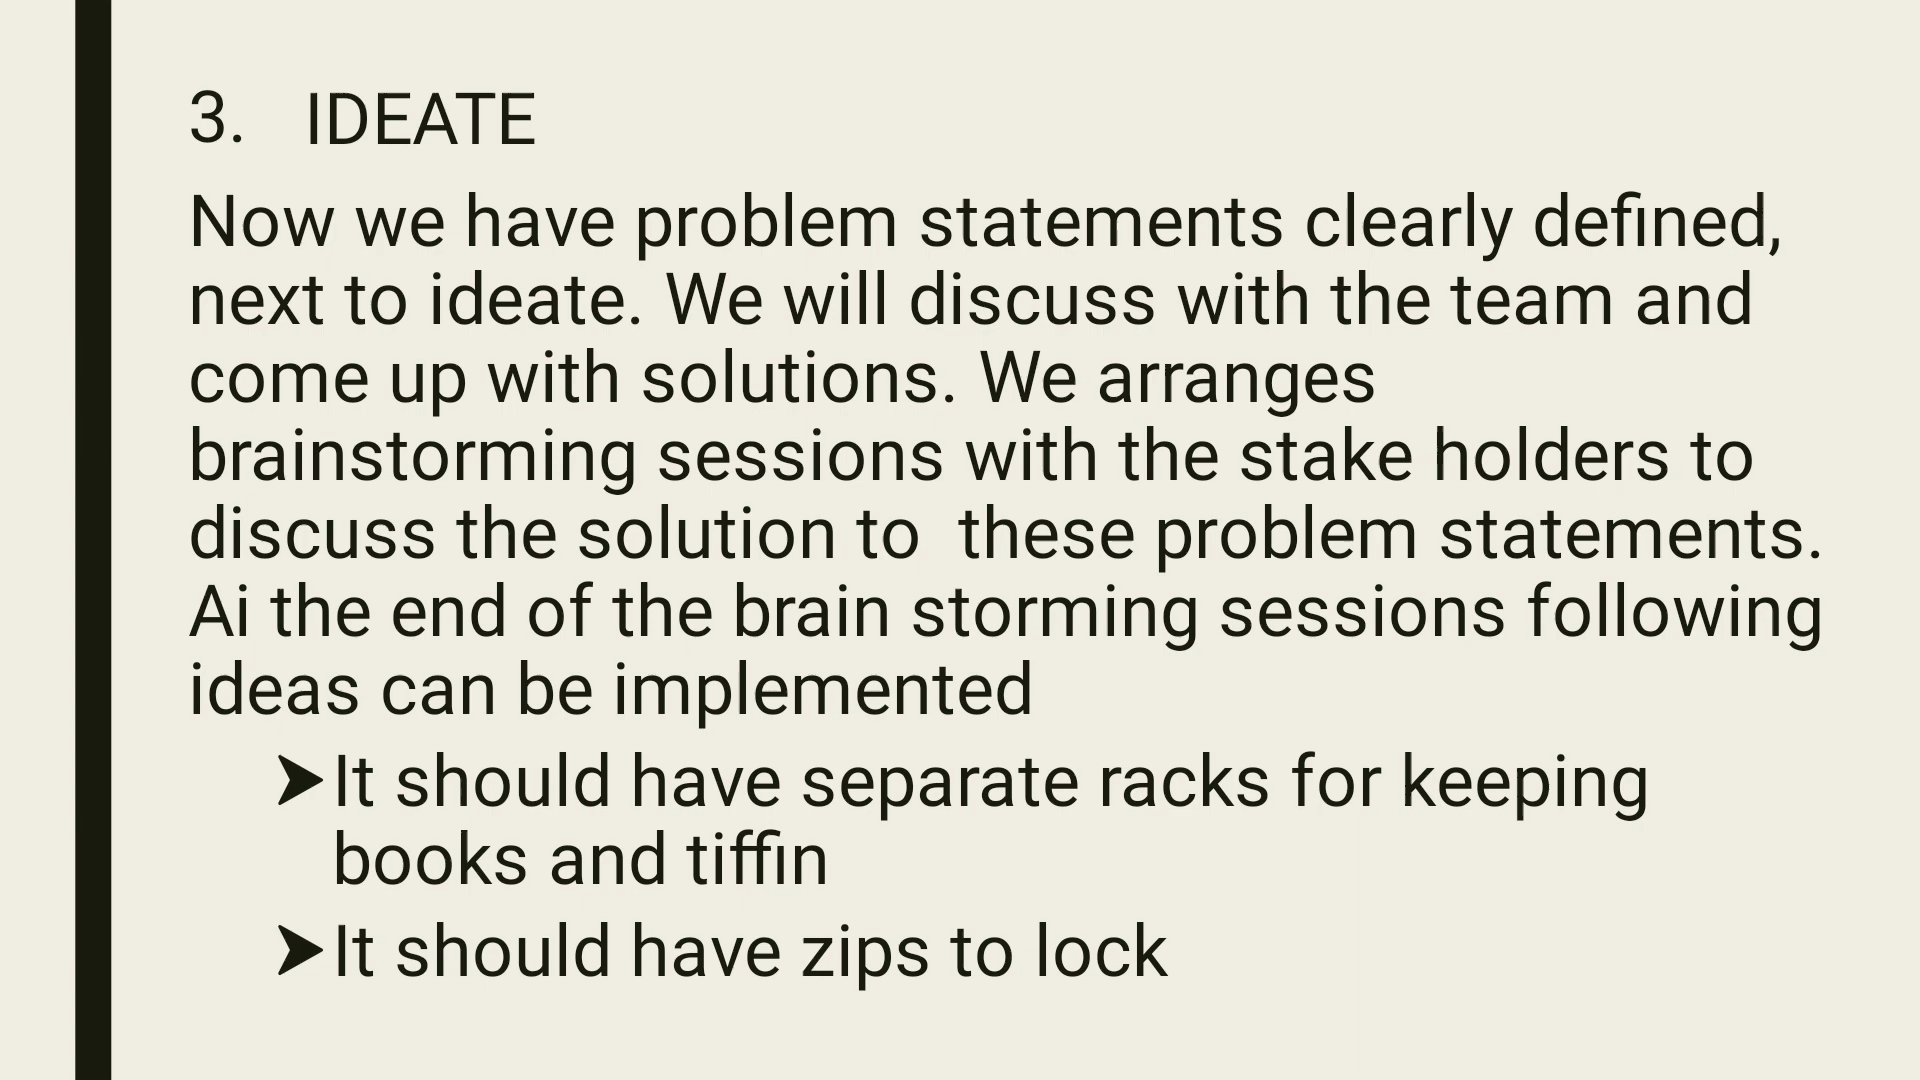 3. IDEATE
Now we have problem statements clearly defined,
next to ideate. We will discuss with the team and
come up with solutions. We arranges
brainstorming sessions with the stake holders to
discuss the solution to  these problem statements.
Ai the end of the brain storming sessions following
ideas can be implemented
➤It should have separate racks for keeping
books and tiffin
➤It should have zips to lock